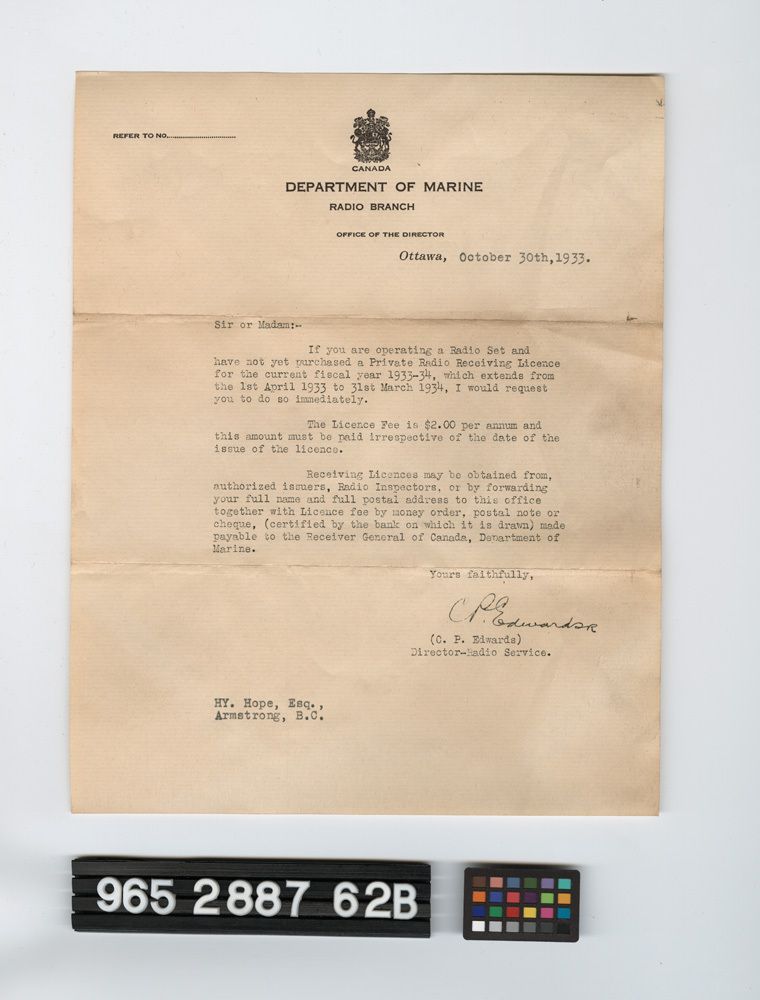 REFER TO NO..............................
CANADA
DEPARTMENT OF MARINE
RADIO BRANCH
OFFICE OF THE DIRECTOR
Ottawa, October 30th,1933.
Sir or Madam:-
If you are operating a Radio Set and
have not yet purchased a Private Radio Receiving Licence
for the current fiscal year 1933-34, which extends from
the 1st April 1933 to 31st March 1934, I would request
you to do so immediately.
The Licence Fee is $2.00 per annum and
this amount must be paid irrespective of the date of the
issue of the licence.
Receiving Licences may be obtained from,
authorized issuers, Radio Inspectors, or by forwarding
your full name and full postal address to this office
together with Licence fee by money order, postal note or
cheque, (certified by the bank on which it is drawn) made
payable to the Receiver General of Canada, Department of
Marine.
Yours faithfully,
C.P. Edwards
(C. P. Edwards)
Director-Radio Service.
HY. Hope, Esq.,
Armstrong, B.C.
965 2887 62B